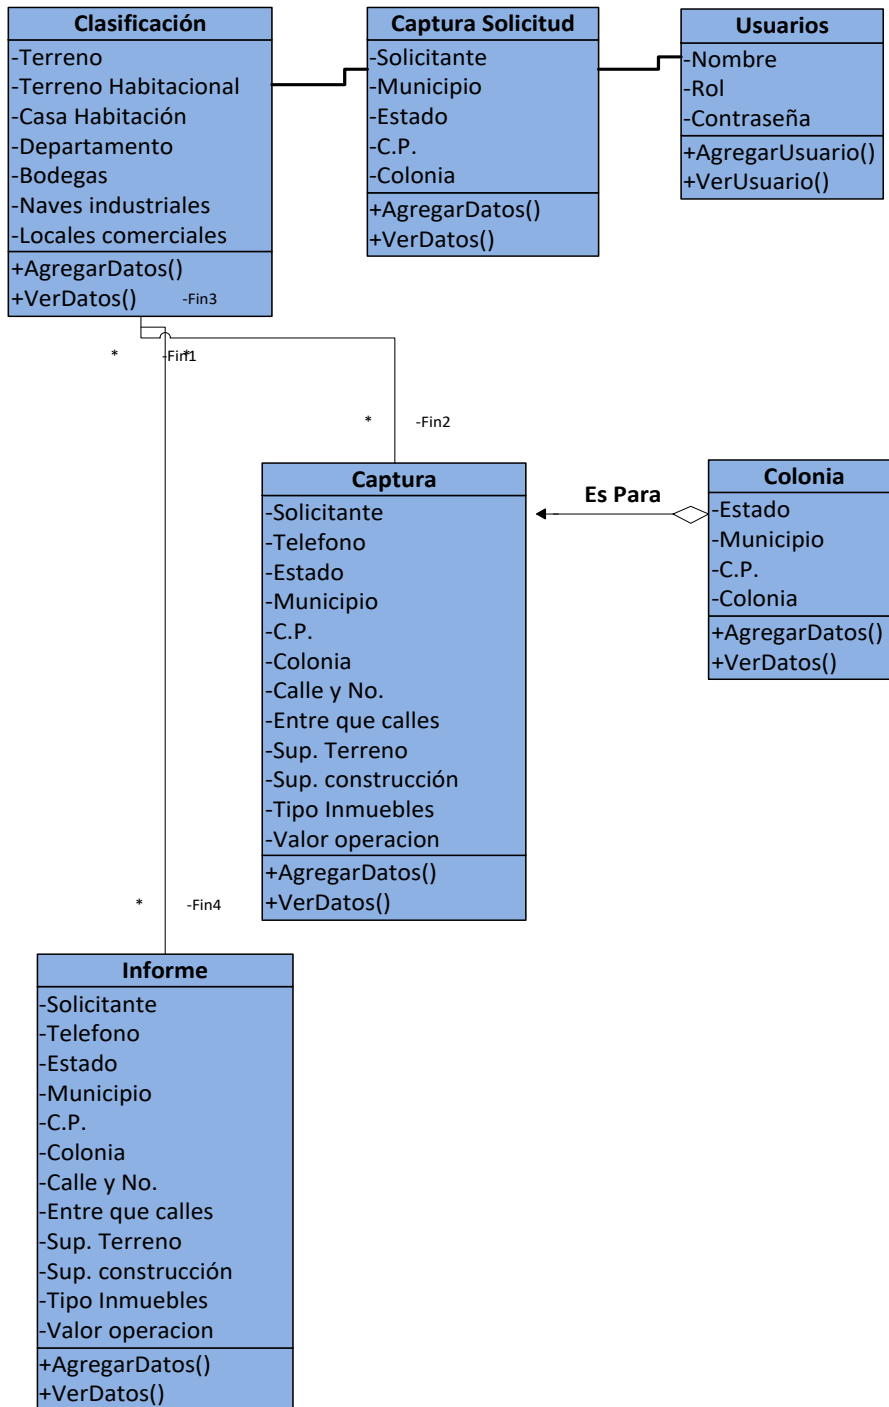 Clasificación
-Terreno
-Terreno Habitacional
-Casa Habitación
-Departamento
-Bodegas
-Naves industriales
-Locales comerciales
+AgregarDatos()
+VerDatos()
Captura Solicitud
-Solicitante
-Municipio
-Estado
-C.P.
-Colonia
+AgregarDatos()
+VerDatos()
Usuarios
-Nombre
-Rol
-Contraseña
+AgregarUsuario()
+VerUsuario()
-Fin3
*
-Fin1
*
*
-Fin2
Captura
-Solicitante
-Telefono
-Estado
-Municipio
-C.P.
-Colonia
-Calle y No.
-Entre que calles
-Sup. Terreno
-Sup. construcción
-Tipo Inmuebles
-Valor operacion
+AgregarDatos()
+VerDatos()
Es Para
Colonia
-Estado
-Municipio
-C.P.
-Colonia
+AgregarDatos()
+VerDatos()
*
-Fin4
Informe
-Solicitante
-Telefono
-Estado
-Municipio
-C.P.
-Colonia
-Calle y No.
-Entre que calles
-Sup. Terreno
-Sup. construcción
-Tipo Inmuebles
-Valor operacion
+AgregarDatos()
+VerDatos()